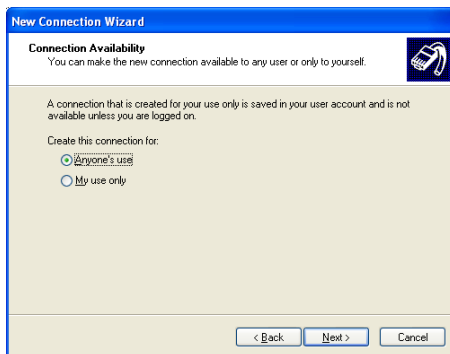 New Connection Wizard
Connection Availability
You can make the new connection available to any user or only to yourself.
A connection that is created for your use only is saved in your user account and is not
available unless you are logged on.
Create this connection for:
Anyone's use
My use only
< Back
Next >
Cancel